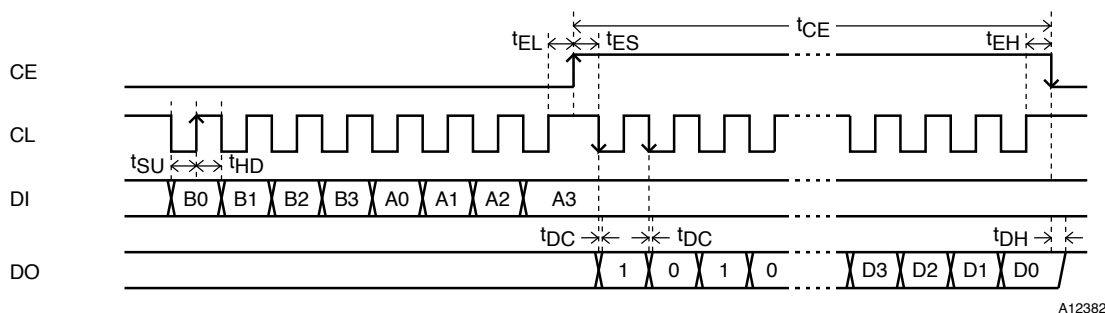 tCE
tEL tES tEH
CE
CL
tSU tHD
DI B0 B1 B2 B3 A0 A1 A2 A3
tDC tDC tDH
DO 1 0 1 0 D3 D2 D1 D0
A12382